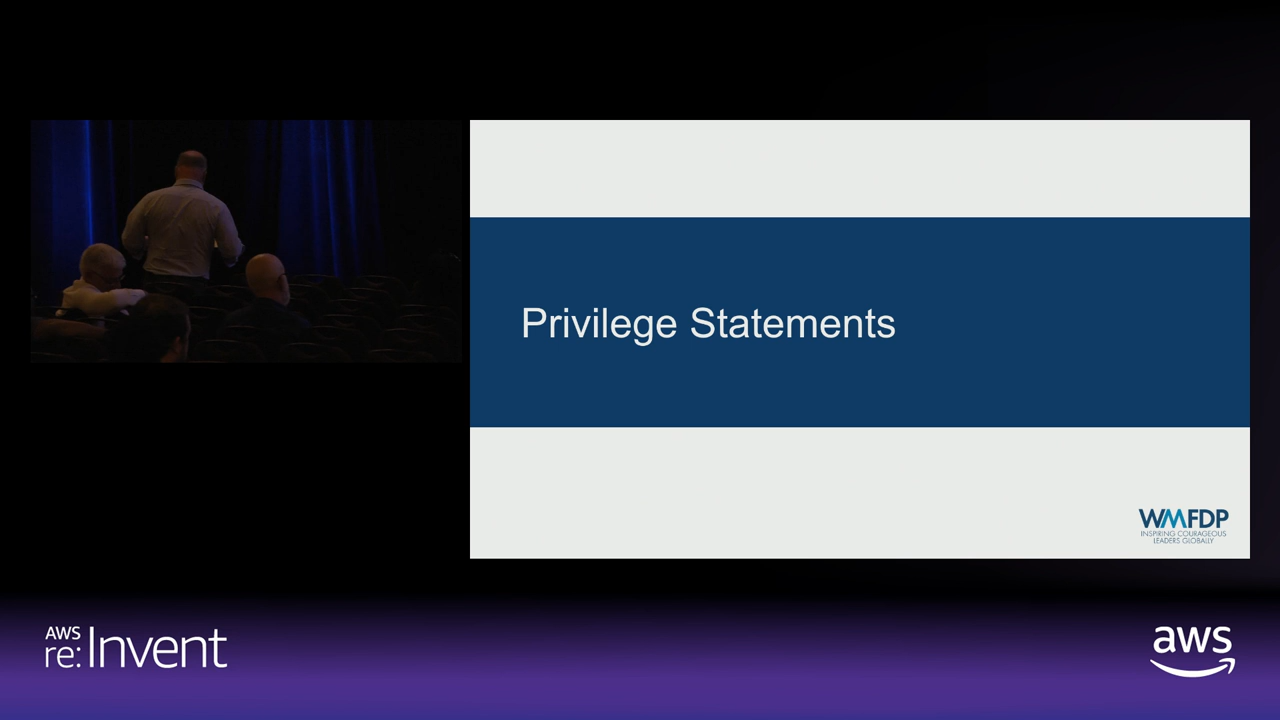 Privilege Statements
WMFDP
INSPIRING COURAGEOUS
LEADERS GLOBALLY
AWS
re:Invent
aws